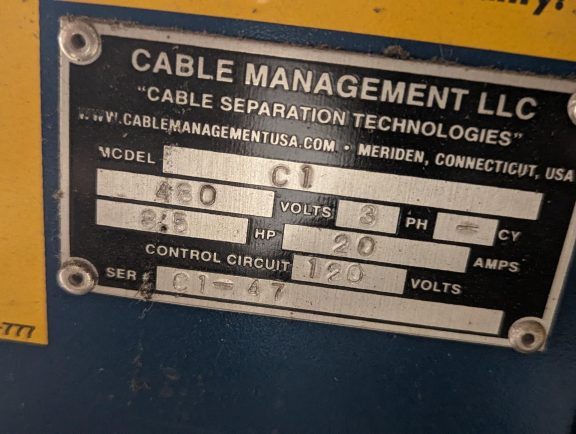 CABLE MANAGEMENT LLC
"CABLE SEPARATION TECHNOLOGIES"
WWW.CABLEMANAGEMENTUSA.COM • MERIDEN, CONNECTICUT, USA
MODEL C1
480 VOLTS 3 PH - CY
HP 20 AMPS
CONTROL CIRCUIT 120 VOLTS
SER # C1-47
-777